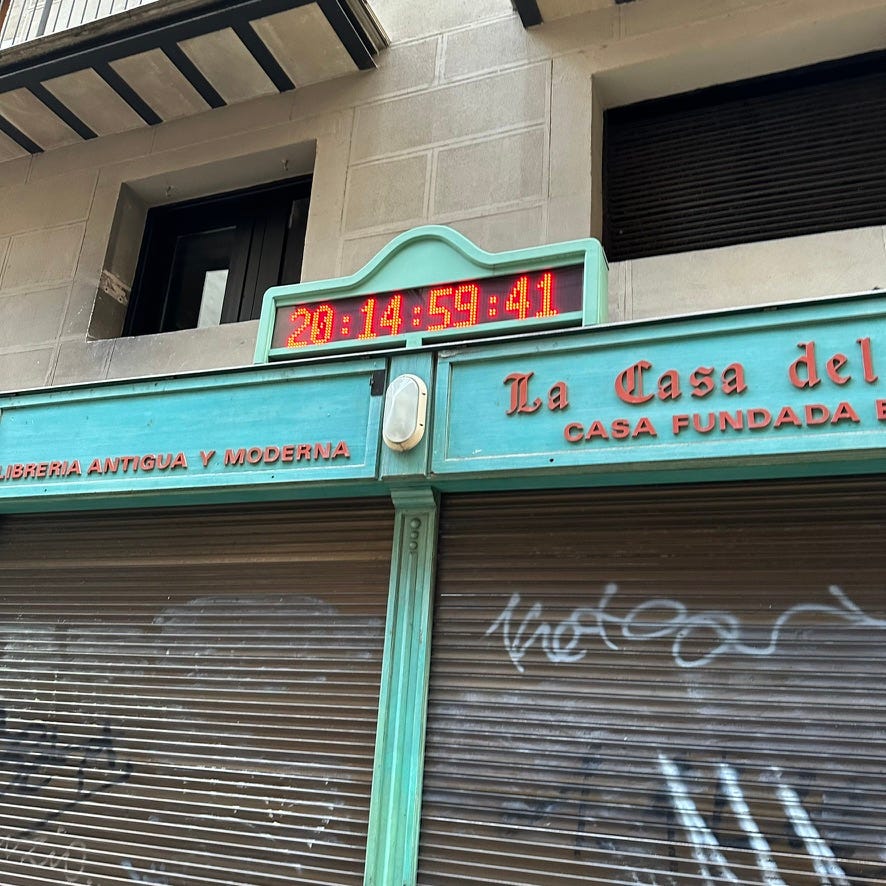 20:14:59:41
La Casa del
LIBRERIA ANTIGUA Y MODERNA
CASA FUNDADA E